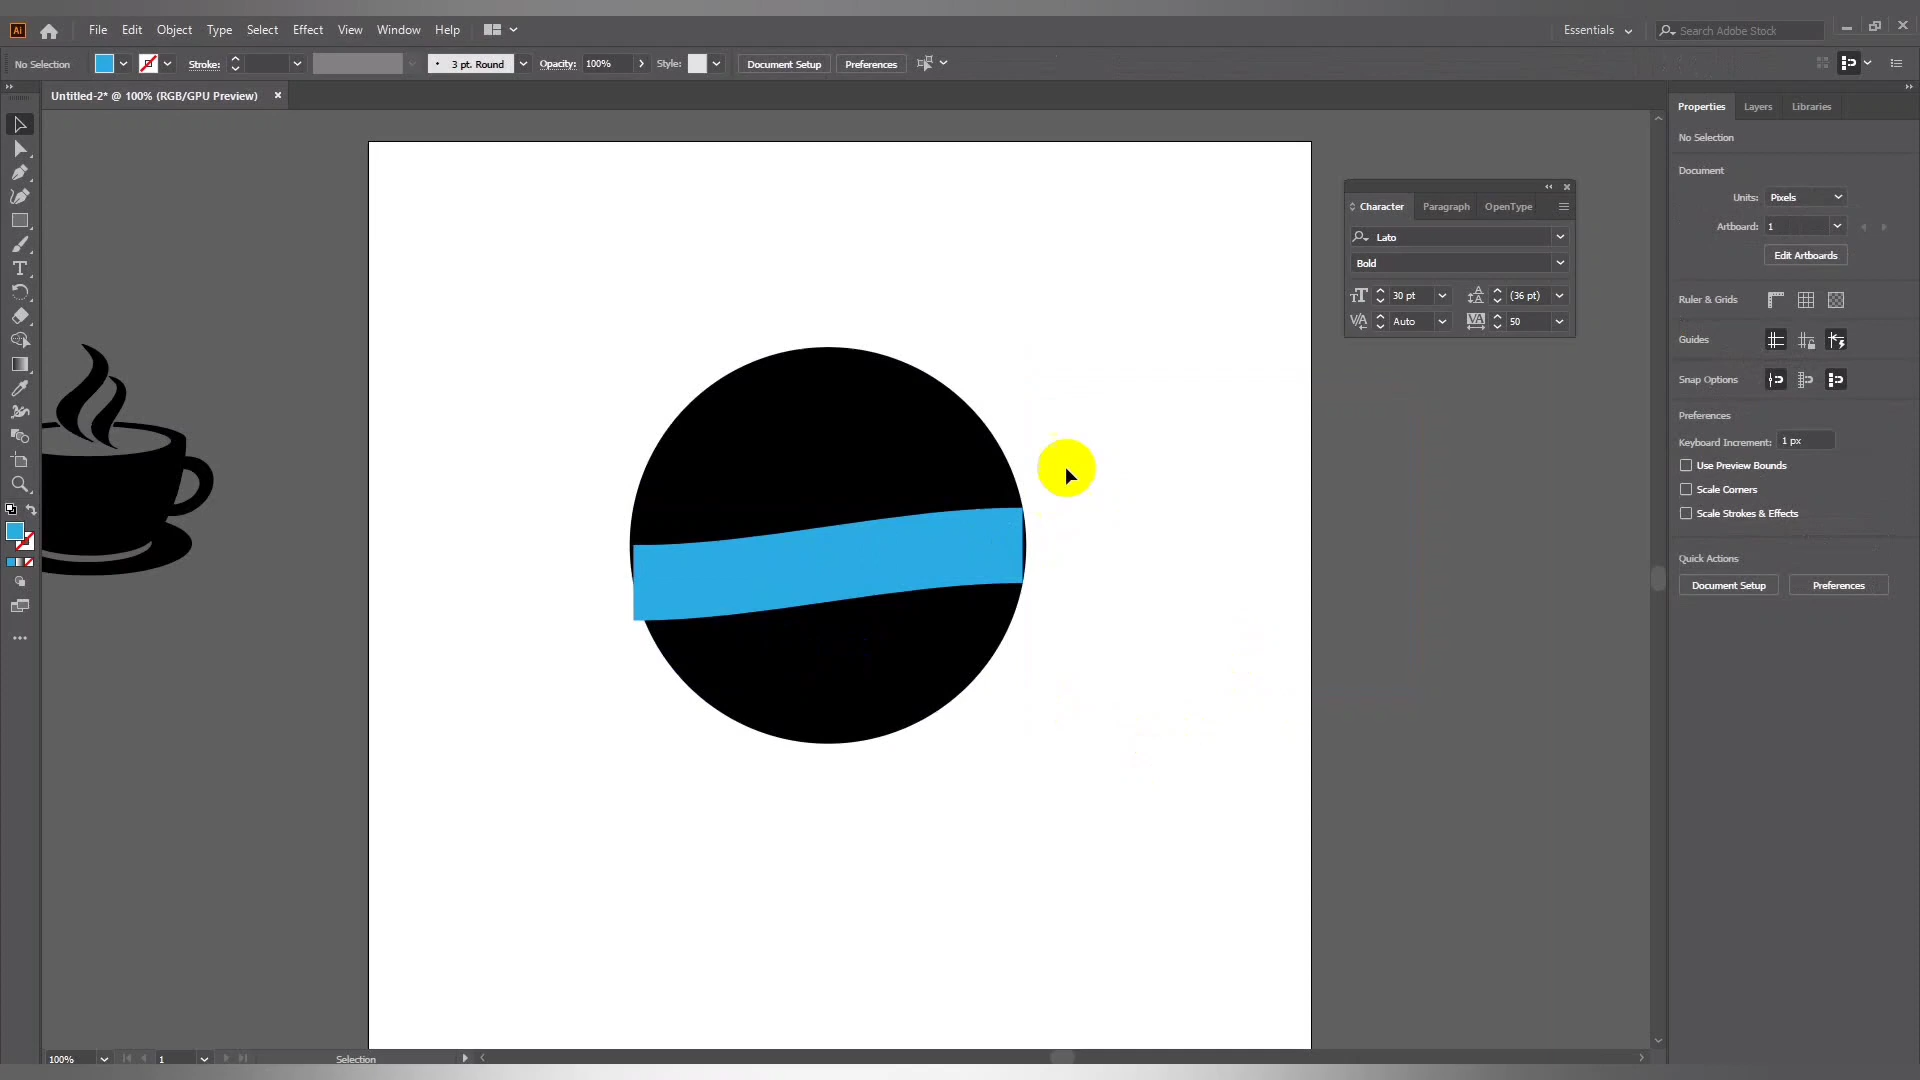 Ai File Edit Object Type Select Effect View Window Help Essentials Search Adobe Stock
No Selection Stroke: 3 pt. Round Opacity: 100% Style: Document Setup Preferences
Untitled-2* @ 100% (RGB/GPU Preview)
Properties Layers Libraries
No Selection
Document
Units: Pixels
Artboard: 1
Edit Artboards
Ruler & Grids
Guides
Snap Options
Preferences
Keyboard Increment: 1 px
Use Preview Bounds
Scale Corners
Scale Strokes & Effects
Quick Actions
Document Setup Preferences
Character Paragraph OpenType
Lato
Bold
30 pt (36 pt)
Auto 50
100% 1 Selection